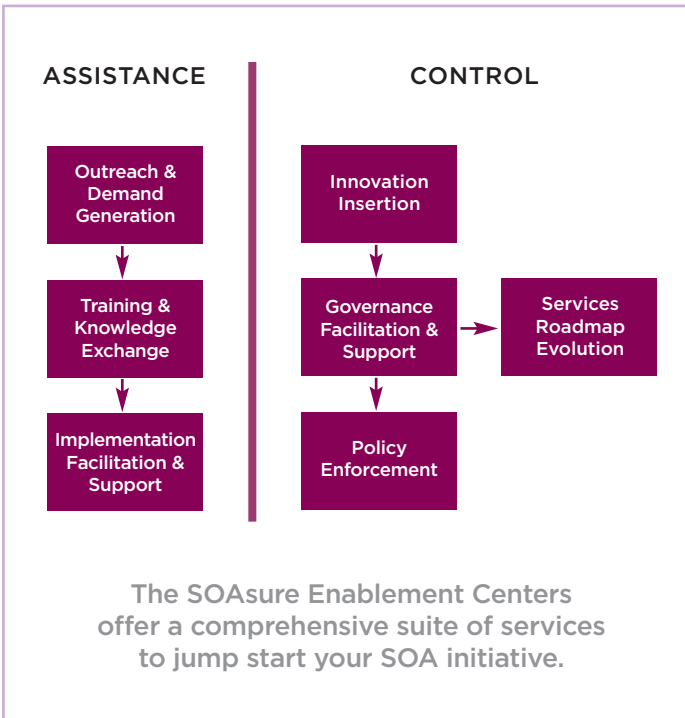 ASSISTANCE
Outreach &
Demand
Generation
Training &
Knowledge
Exchange
Implementation
Facilitation &
Support
CONTROL
Innovation
Insertion
Governance
Facilitation &
Support
Services
Roadmap
Evolution
Policy
Enforcement
The SOAsure Enablement Centers
offer a comprehensive suite of services
to jump start your SOA initiative.